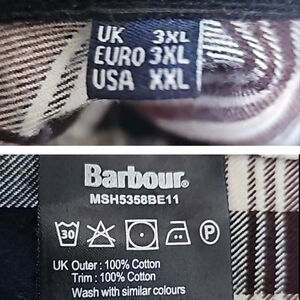 UK 3XL
EURO 3XL
USA XXL
Barbour®
MSH5358BE11
30
P
UK Outer : 100% Cotton
Trim : 100% Cotton
Wash with similar colours